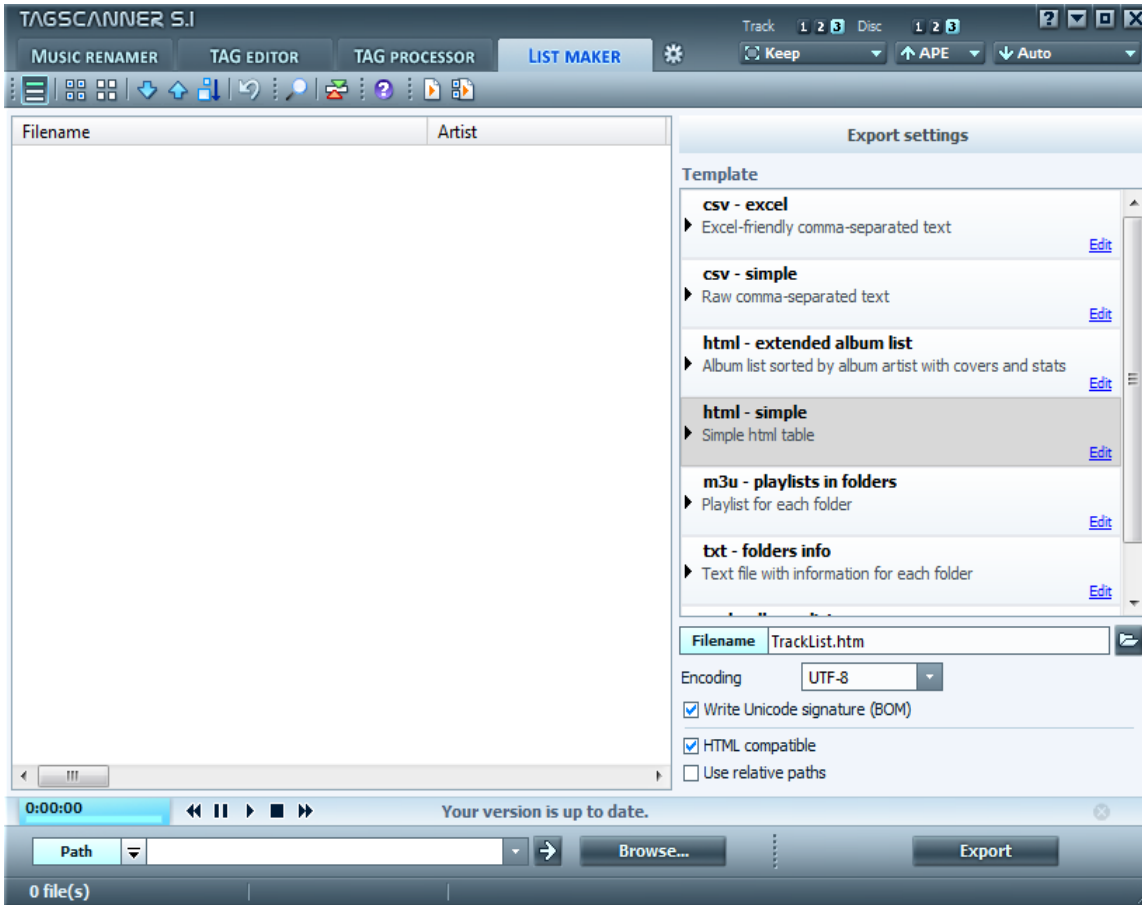 TAGSCANNER 5.1
Track 1 2 3 Disc 1 2 3
MUSIC RENAMER TAG EDITOR TAG PROCESSOR LIST MAKER Keep APE Auto
Filename Artist
Export settings
Template
csv - excel
Excel-friendly comma-separated text
Edit
csv - simple
Raw comma-separated text
Edit
html - extended album list
Album list sorted by album artist with covers and stats
Edit
html - simple
Simple html table
Edit
m3u - playlists in folders
Playlist for each folder
Edit
txt - folders info
Text file with information for each folder
Edit
Filename TrackList.htm
Encoding UTF-8
Write Unicode signature (BOM)
HTML compatible
Use relative paths
0:00:00 Your version is up to date.
Path Browse... Export
0 file(s)